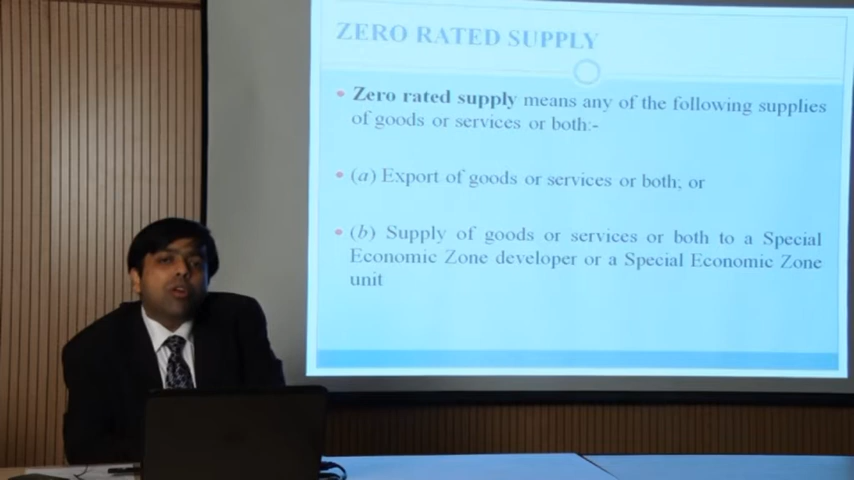 ZERO RATED SUPPLY
• Zero rated supply means any of the following supplies
of goods or services or both:-
• (a) Export of goods or services or both; or
• (b) Supply of goods or services or both to a Special
Economic Zone developer or a Special Economic Zone
unit